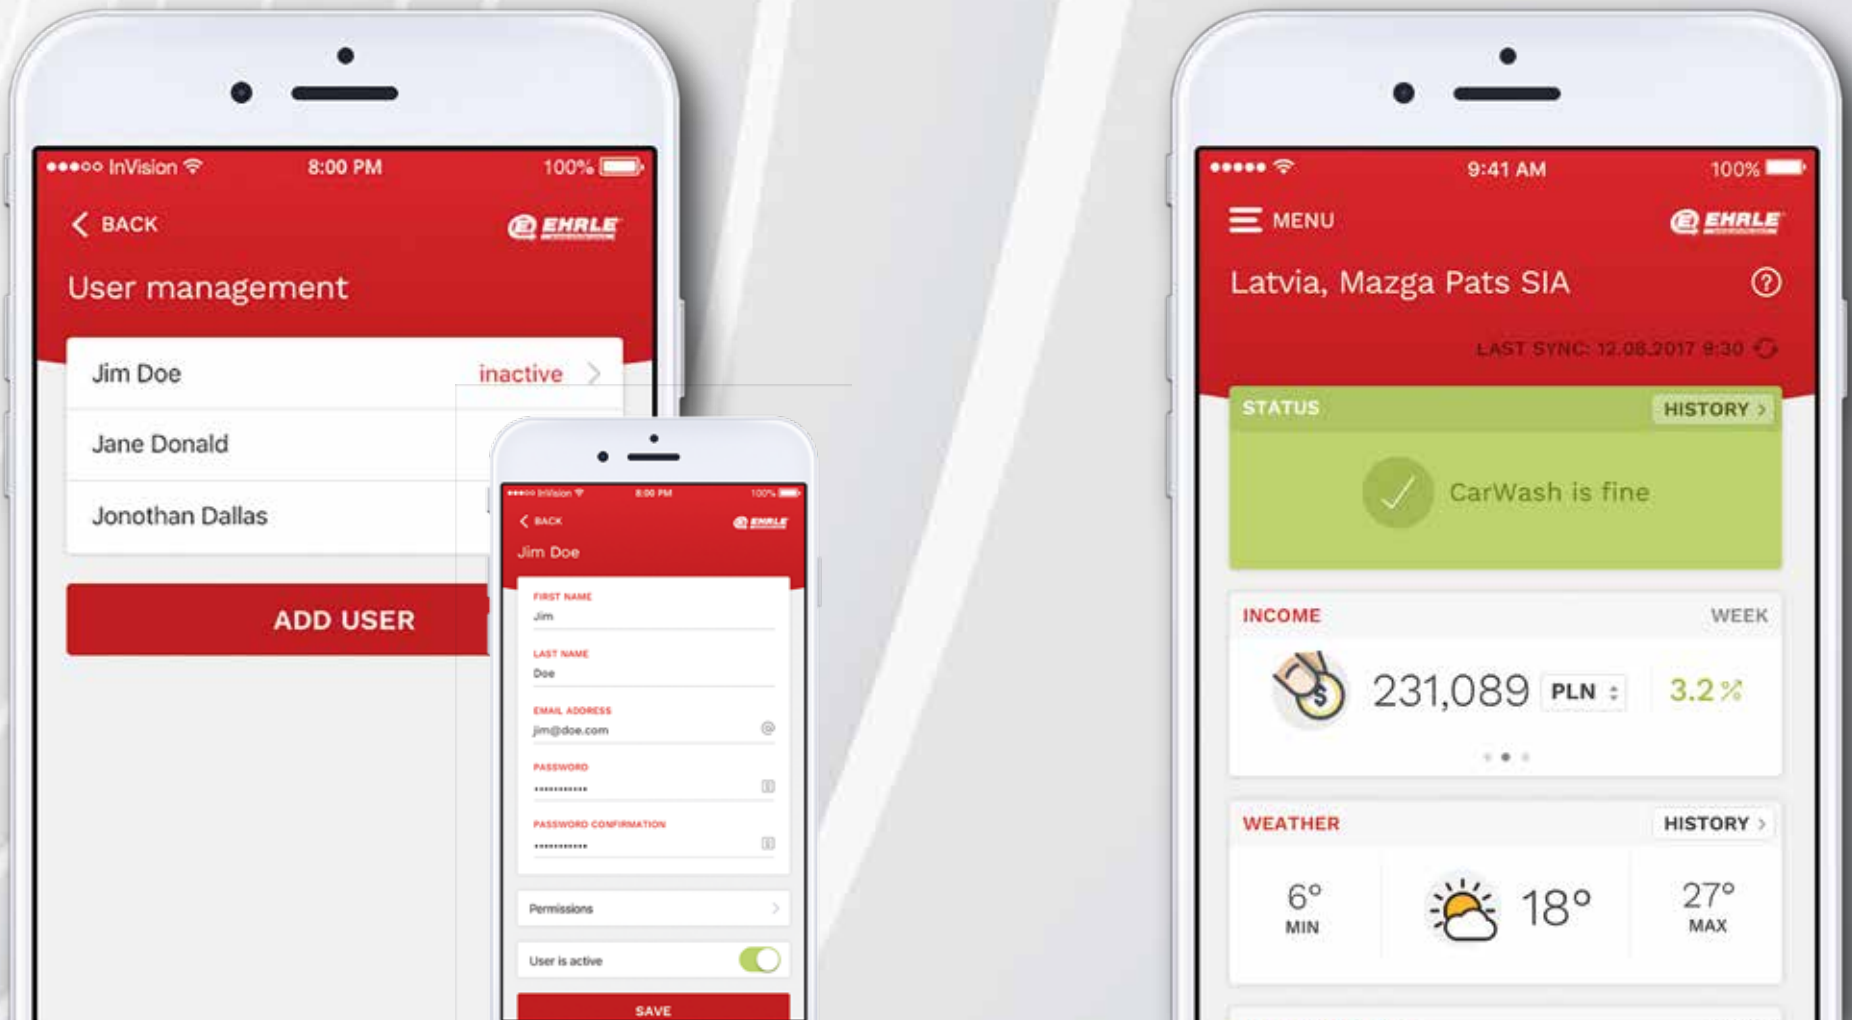 InVision 8:00 PM 100%
BACK EHRLE
User management
Jim Doe inactive
Jane Donald
Jonothan Dallas
ADD USER
InVision 8:00 PM 100%
BACK EHRLE
Jim Doe
FIRST NAME
Jim
LAST NAME
Doe
EMAIL ADDRESS
jim@doe.com @
PASSWORD
•••••••••••
PASSWORD CONFIRMATION
•••••••••••
Permissions
User is active
SAVE
9:41 AM 100%
MENU EHRLE
Latvia, Mazga Pats SIA ?
LAST SYNC: 12.08.2017 9:30
STATUS HISTORY >
CarWash is fine
INCOME WEEK
$ 231,089 PLN 3.2%
WEATHER HISTORY >
6° 18° 27°
MIN MAX